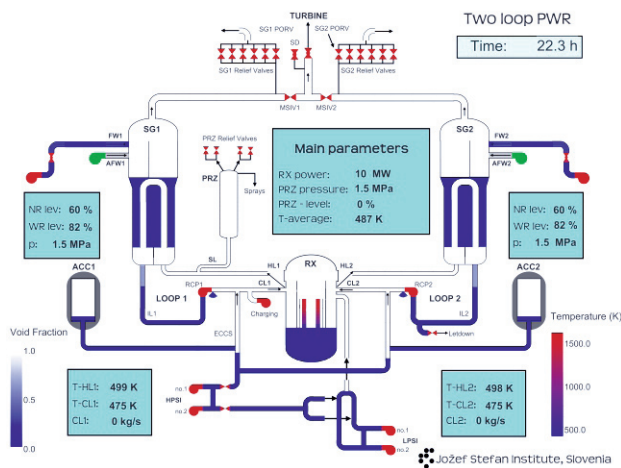 TURBINE
Two loop PWR
Time: 22.3 h
SG1 PORV
SD
SG2 PORV
SG1 Relief Valves
SG2 Relief Valves
MSIV1
MSIV2
SG1
SG2
FW1
FW2
AFW1
AFW2
PRZ Relief Valves
PRZ
Sprays
Main parameters
RX power: 10 MW
PRZ pressure: 1.5 MPa
PRZ - level: 0 %
T-average: 487 K
NR lev: 60 %
WR lev: 82 %
p: 1.5 MPa
NR lev: 60 %
WR lev: 82 %
p: 1.5 MPa
SL
HL1
RX
HL2
ACC1
ACC2
RCP1
CL1
CL2
RCP2
LOOP 1
LOOP 2
IL1
IL2
Charging
Letdown
ECCS
Void Fraction
1.0
0.5
0.0
Temperature (K)
1500.0
1000.0
500.0
T-HL1: 499 K
T-CL1: 475 K
CL1: 0 kg/s
T-HL2: 498 K
T-CL2: 475 K
CL2: 0 kg/s
no.1
HPSI
no.2
no.1
LPSI
no.2
Jožef Stefan Institute, Slovenia